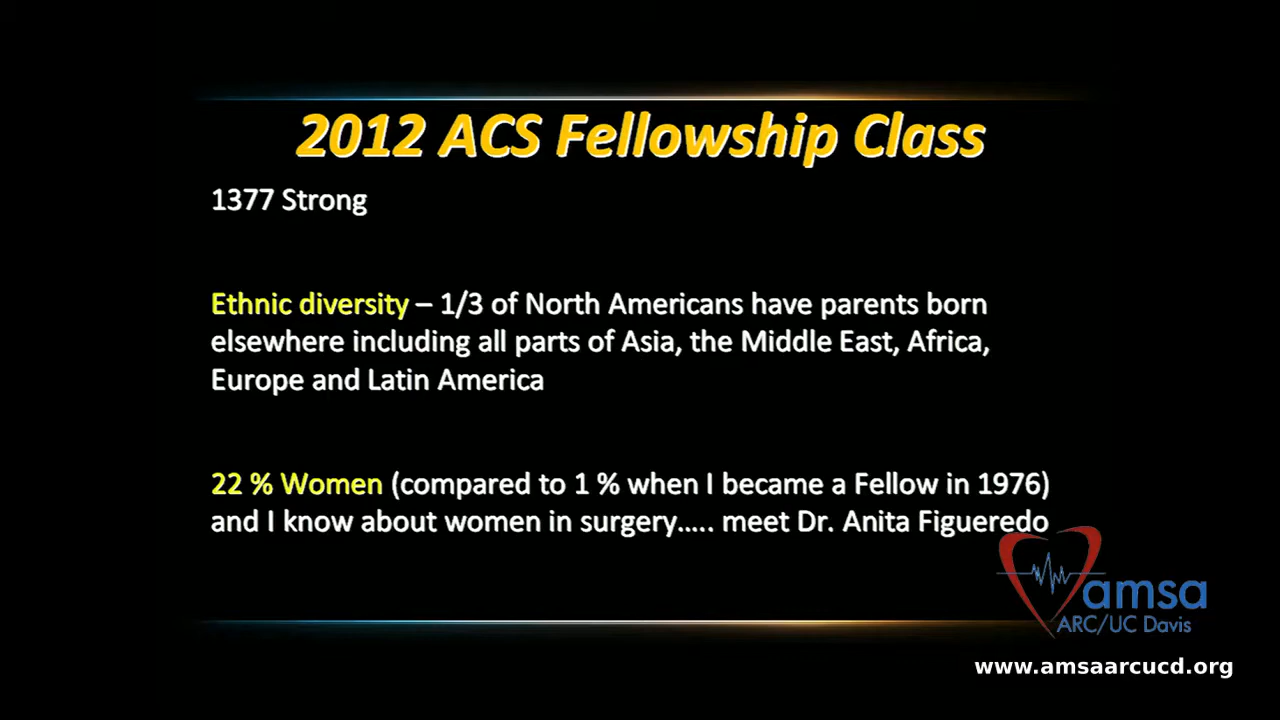 2012 ACS Fellowship Class
1377 Strong
Ethnic diversity – 1/3 of North Americans have parents born
elsewhere including all parts of Asia, the Middle East, Africa,
Europe and Latin America
22 % Women (compared to 1 % when I became a Fellow in 1976)
and I know about women in surgery….. meet Dr. Anita Figueredo
amsa
ARC/UC Davis
www.amsaarcucd.org